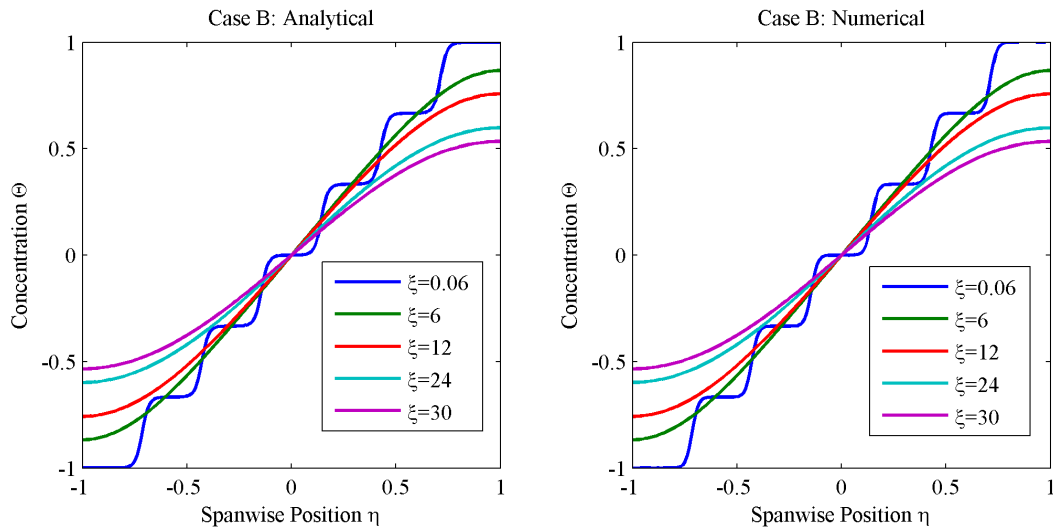 Case B: Analytical
1
0.5
0
-0.5
-1
-1
-0.5
0
0.5
1
Concentration Θ
Spanwise Position η
ξ=0.06
ξ=6
ξ=12
ξ=24
ξ=30
Case B: Numerical
1
0.5
0
-0.5
-1
-1
-0.5
0
0.5
1
Concentration Θ
Spanwise Position η
ξ=0.06
ξ=6
ξ=12
ξ=24
ξ=30